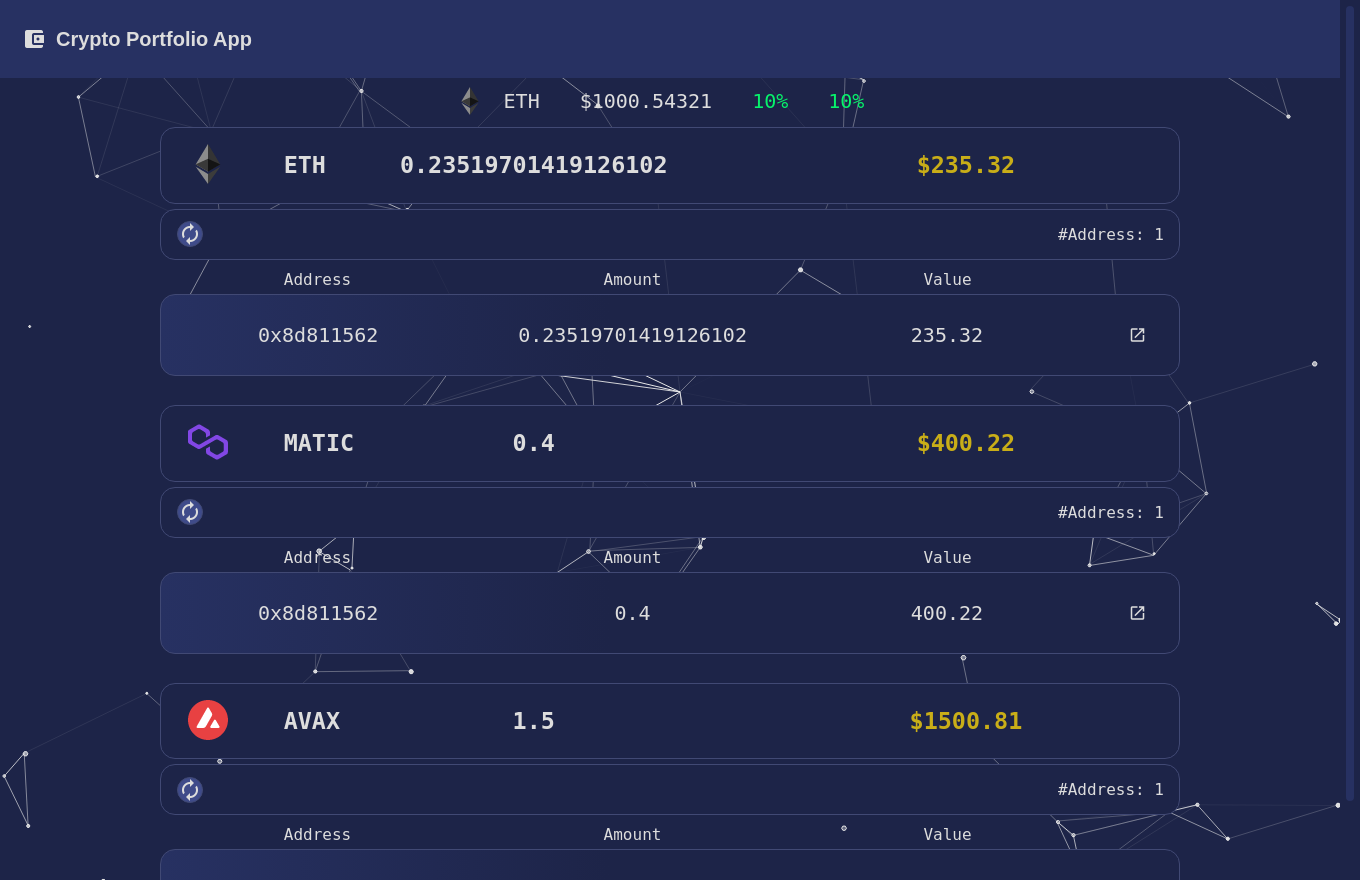 Crypto Portfolio App
ETH $1000.54321 10% 10%
ETH 0.23519701419126102 $235.32
#Address: 1
Address Amount Value
0x8d811562 0.23519701419126102 235.32
MATIC 0.4 $400.22
#Address: 1
Address Amount Value
0x8d811562 0.4 400.22
AVAX 1.5 $1500.81
#Address: 1
Address Amount Value